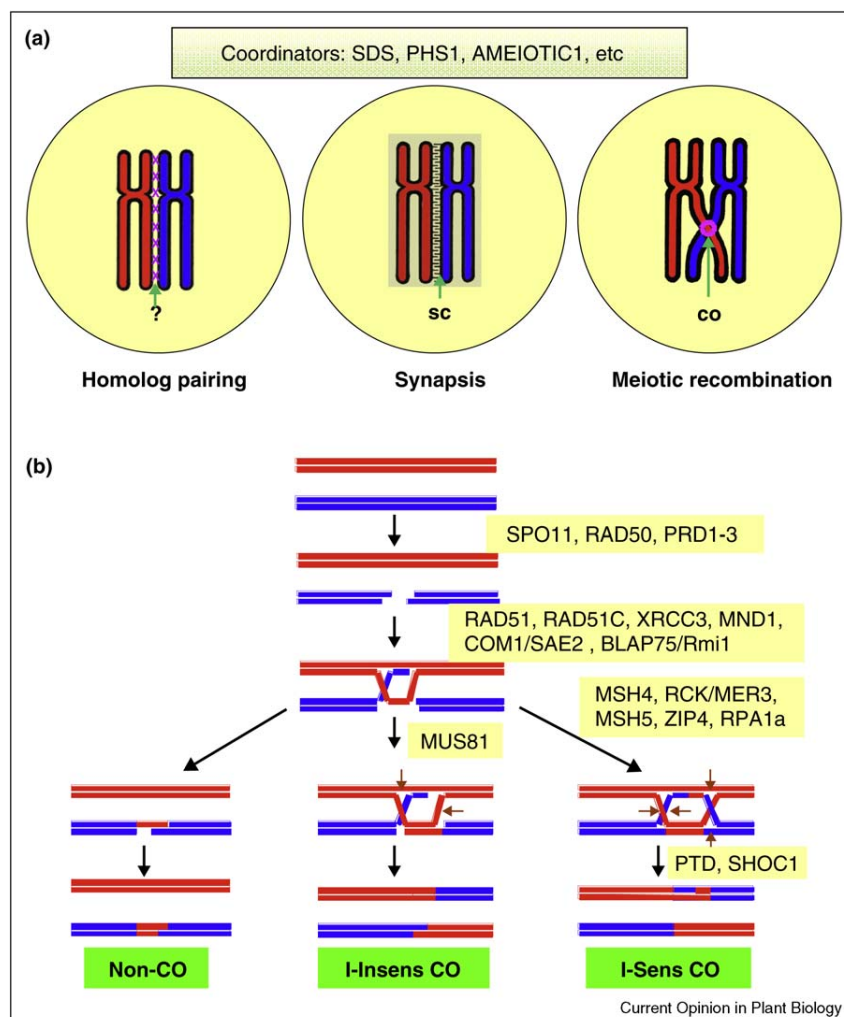 (a)
Coordinators: SDS, PHS1, AMEIOTIC1, etc
?
sc
co
Homolog pairing
Synapsis
Meiotic recombination
(b)
SPO11, RAD50, PRD1-3
RAD51, RAD51C, XRCC3, MND1,
COM1/SAE2 , BLAP75/Rmi1
MSH4, RCK/MER3,
MSH5, ZIP4, RPA1a
MUS81
PTD, SHOC1
Non-CO
I-Insens CO
I-Sens CO
Current Opinion in Plant Biology